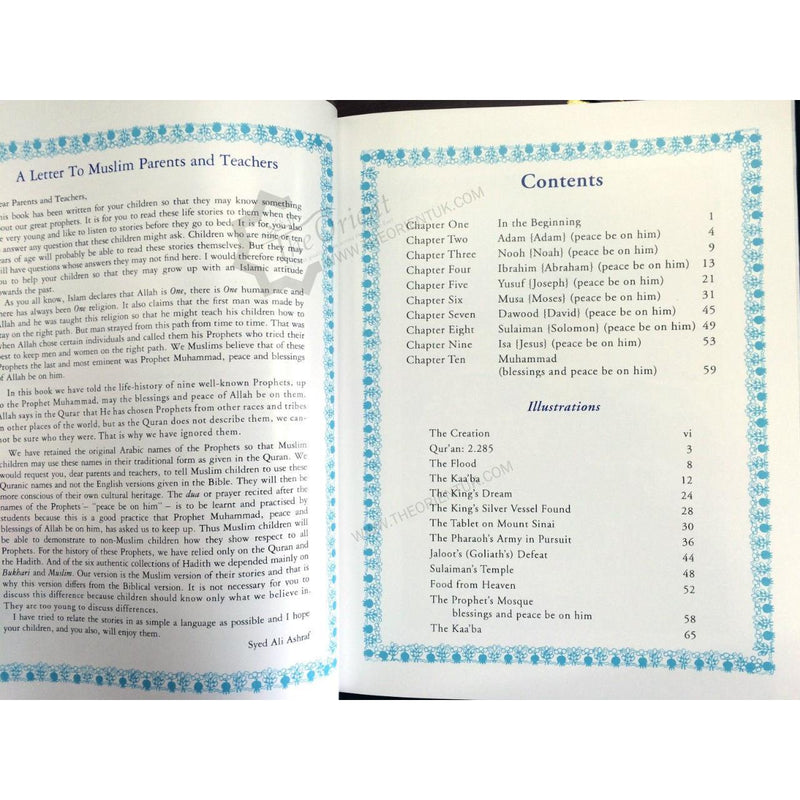 A Letter To Muslim Parents and Teachers
ear Parents and Teachers,
his book has been written for your children so that they may know something
out our great prophets. It is for you to read these life stories to them when they
e very young and like to listen to stories before they go to bed. It is for you also
answer any question that these children might ask. Children who are nine or ten
ears of age will probably be able to read these stories themselves. But they may
ill have questions whose answers they may not find here. I would therefore request
ou to help your children so that they may grow up with an Islamic attitude
owards the past.
As you all know, Islam declares that Allah is One, there is One human race and
here has always been One religion. It also claims that the first man was made by
Allah and he was taught this religion so that he might teach his children how to
stay on the right path. But man strayed from this path from time to time. That was
when Allah chose certain individuals and called them his Prophets who tried their
best to keep men and women on the right path. We Muslims believe that of these
Prophets the last and most eminent was Prophet Muhammad, peace and blessings
of Allah be on him.
In this book we have told the life-history of nine well-known Prophets, up
to the Prophet Muhammad, may the blessings and peace of Allah be on them.
Allah says in the Quran that He has chosen Prophets from other races and tribes
in other places of the world, but as the Quran does not describe them, we can-
not be sure who they were. That is why we have ignored them.
We have retained the original Arabic names of the Prophets so that Muslim
children may use these names in their traditional form as given in the Quran. We
would request you, dear parents and teachers, to tell Muslim children to use these
Quranic names and not the English versions given in the Bible. They will then be
more conscious of their own cultural heritage. The dua or prayer recited after the
names of the Prophets – "peace be on him" – is to be learnt and practised by
students because this is a good practice that Prophet Muhammad, peace and
blessings of Allah be on him, has asked us to keep up. Thus Muslim children will
be able to demonstrate to non-Muslim children how they show respect to all
Prophets. For the history of these Prophets, we have relied only on the Quran and
the Hadith. And of the six authentic collections of Hadith we depended mainly on
Bukhari and Muslim. Our version is the Muslim version of their stories and that is
why this version differs from the Biblical version. It is not necessary for you to
discuss this difference because children should know only what we believe in.
They are too young to discuss differences.
I have tried to relate the stories in as simple a language as possible and I hope
your children, and you also, will enjoy them.
Syed Ali Ashraf
Contents
Chapter One In the Beginning 1
Chapter Two Adam {Adam} (peace be on him) 4
Chapter Three Nooh {Noah} (peace be on him) 9
Chapter Four Ibrahim {Abraham} (peace be on him) 13
Chapter Five Yusuf {Joseph} (peace be on him) 21
Chapter Six Musa {Moses} (peace be on him) 31
Chapter Seven Dawood {David} (peace be on him) 45
Chapter Eight Sulaiman {Solomon} (peace be on him) 49
Chapter Nine Isa {Jesus} (peace be on him) 53
Chapter Ten Muhammad
(blessings and peace be on him) 59
Illustrations
The Creation vi
Qur'an: 2.285 3
The Flood 8
The Kaa'ba 12
The King's Dream 24
The King's Silver Vessel Found 28
The Tablet on Mount Sinai 30
The Pharaoh's Army in Pursuit 36
Jaloot's (Goliath's) Defeat 44
Sulaiman's Temple 48
Food from Heaven 52
The Prophet's Mosque
blessings and peace be on him 58
The Kaa'ba 65
The Orient
WWW.THEORIENTUK.COM
WWW.THEORIENTUK.COM